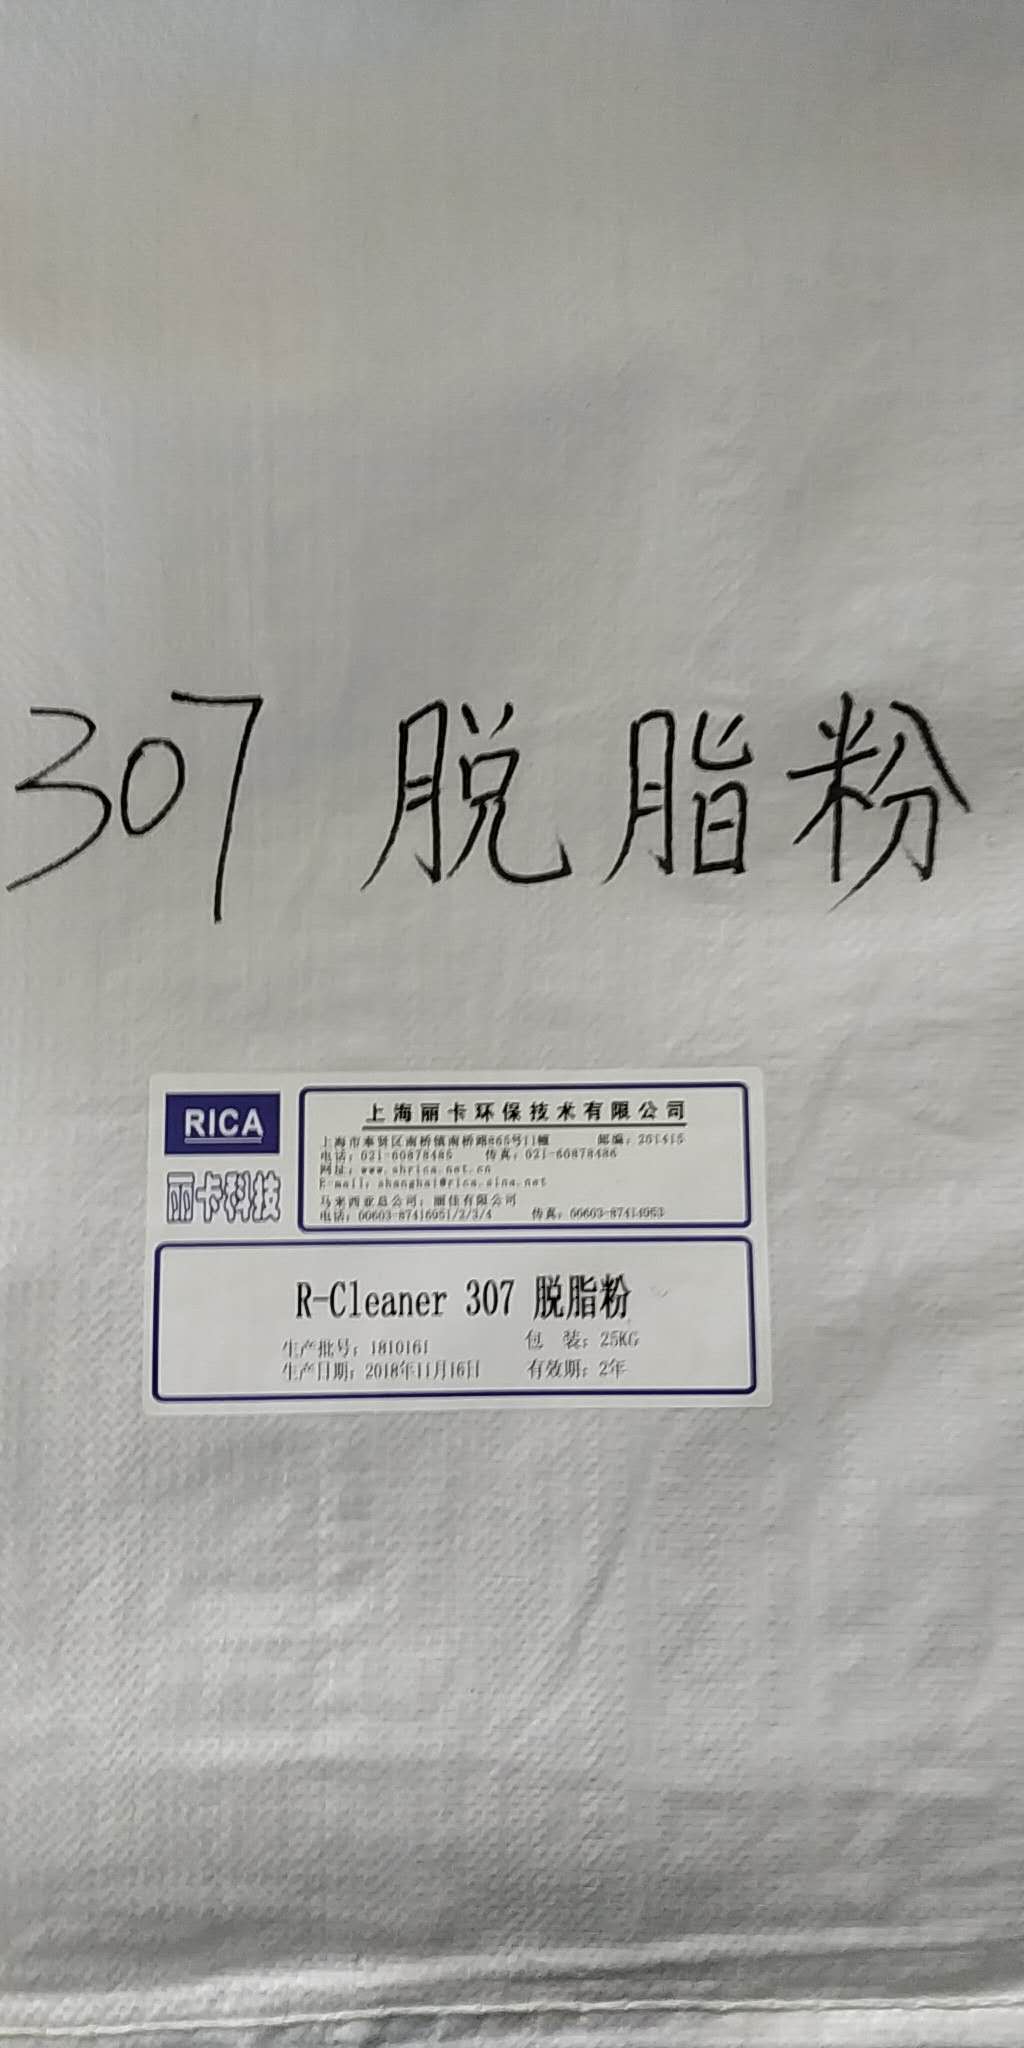 307 脱脂粉
RICA
丽卡科技
上海丽卡环保技术有限公司
上海市奉贤区南桥镇南桥路865号11幢 邮编：201415
电话：021-60878485 传真：021-60878486
网址：www.shrica.net.cn
E-mail：shanghai@rica.sina.net
马来西亚总公司：丽佳有限公司
电话：00603-87416951/2/3/4 传真：00603-87414953
R-Cleaner 307 脱脂粉
生产批号：1810161 包 装：25KG
生产日期：2018年11月16日 有效期：2年